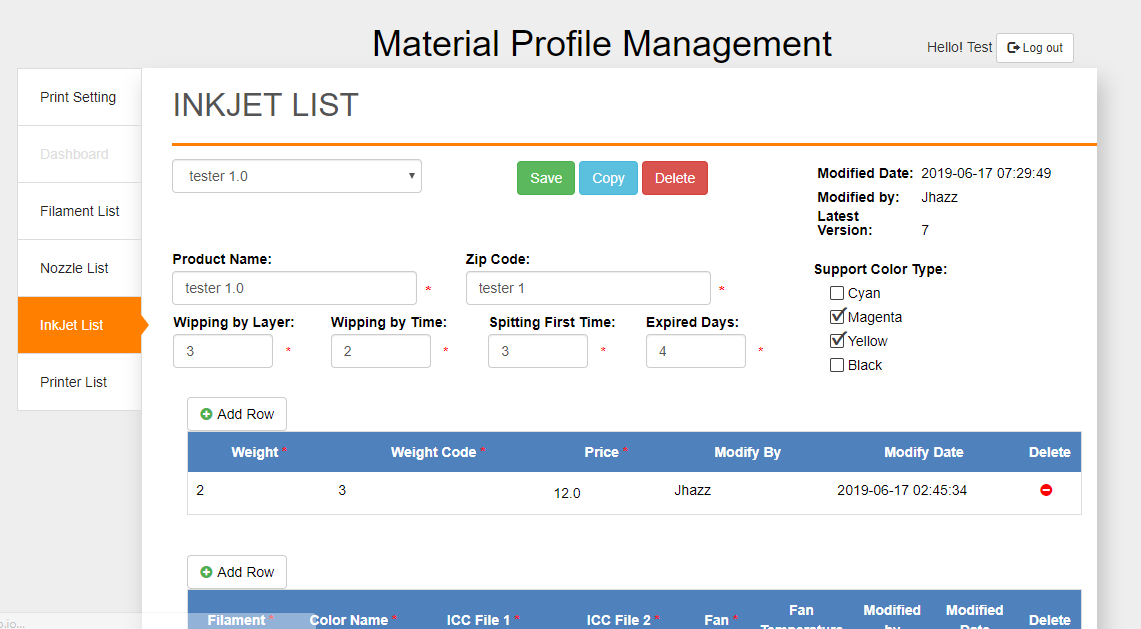 Material Profile Management
Hello! Test
Log out
Print Setting
Dashboard
Filament List
Nozzle List
InkJet List
Printer List
INKJET LIST
tester 1.0
Save Copy Delete
Modified Date: 2019-06-17 07:29:49
Modified by: Jhazz
Latest
Version: 7
Product Name:
tester 1.0 *
Zip Code:
tester 1 *
Support Color Type:
Cyan
Magenta
Yellow
Black
Wipping by Layer: Wipping by Time: Spitting First Time: Expired Days:
3 * 2 * 3 * 4 *
Add Row
Weight * Weight Code * Price * Modify By Modify Date Delete
2 3 12.0 Jhazz 2019-06-17 02:45:34
Add Row
Filament * Color Name * ICC File 1 * ICC File 2 * Fan * Fan Temperature Modified by Modified Date Delete